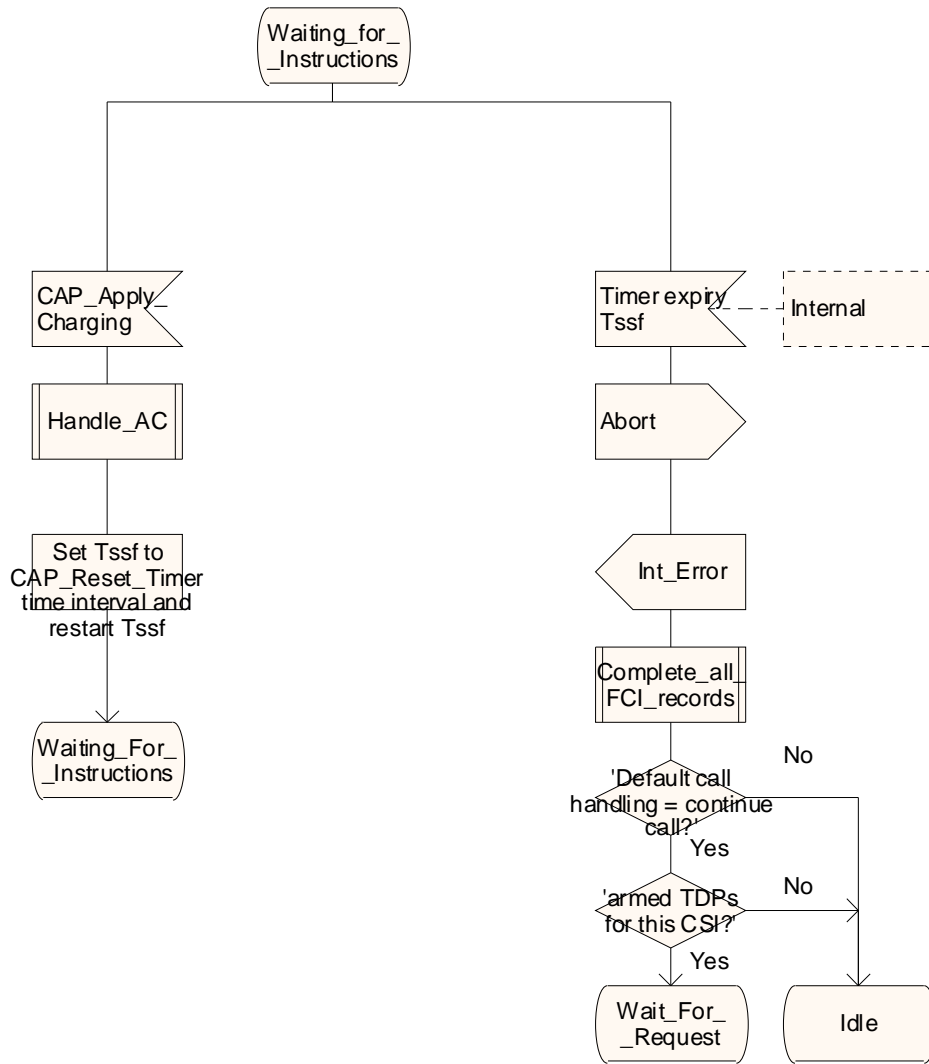 Waiting_for_
_Instructions
CAP_Apply_
Charging
Timer expiry
Tssf
Internal
Handle_AC
Abort
Set Tssf to
CAP_Reset_Timer
time interval and
restart Tssf
Int_Error
Complete_all_
FCI_records
Waiting_For_
_Instructions
No
'Default call
handling = continue
call?'
Yes
No
'armed TDPs
for this CSI?'
Yes
Wait_For_
_Request
Idle